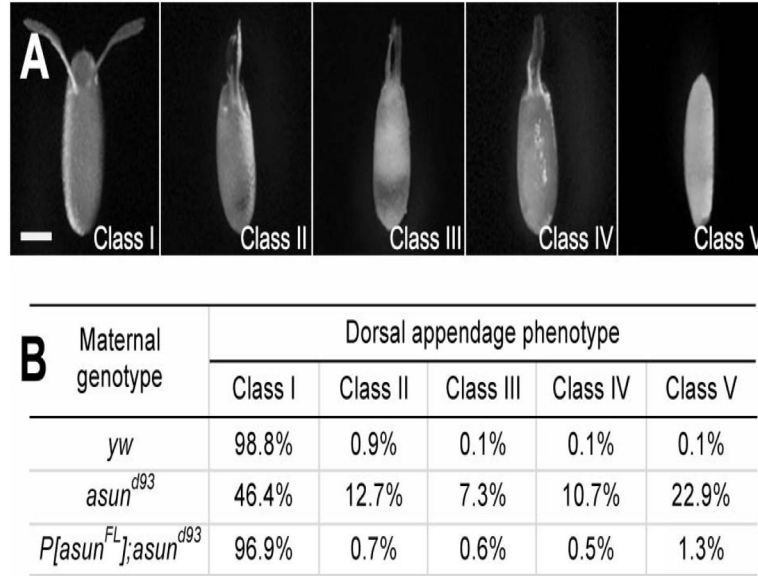 A
Class I Class II Class III Class IV Class V
B
Maternal genotype
Dorsal appendage phenotype
Class I Class II Class III Class IV Class V
yw 98.8% 0.9% 0.1% 0.1% 0.1%
asun^d93 46.4% 12.7% 7.3% 10.7% 22.9%
P[asun^FL];asun^d93 96.9% 0.7% 0.6% 0.5% 1.3%